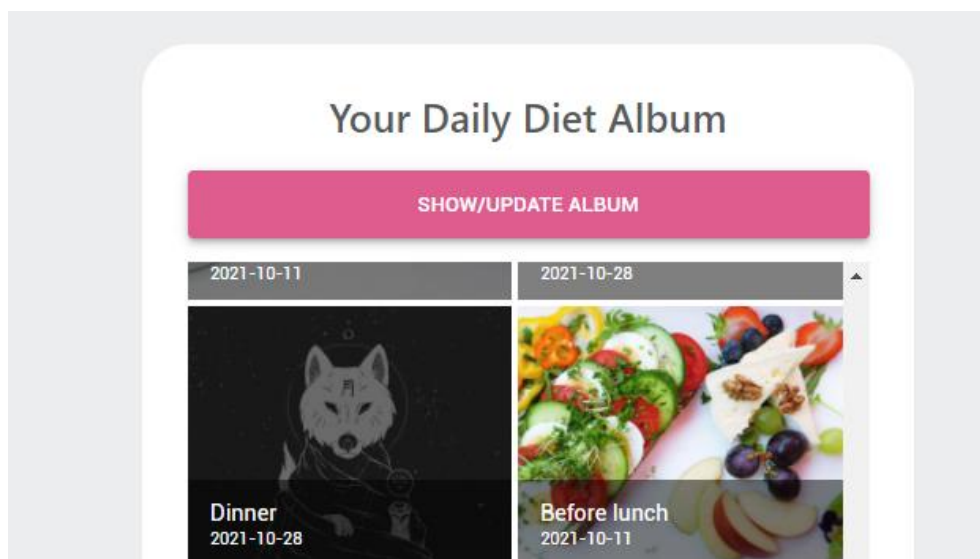 Your Daily Diet Album
SHOW/UPDATE ALBUM
2021-10-11
2021-10-28
月
Dinner
2021-10-28
Before lunch
2021-10-11